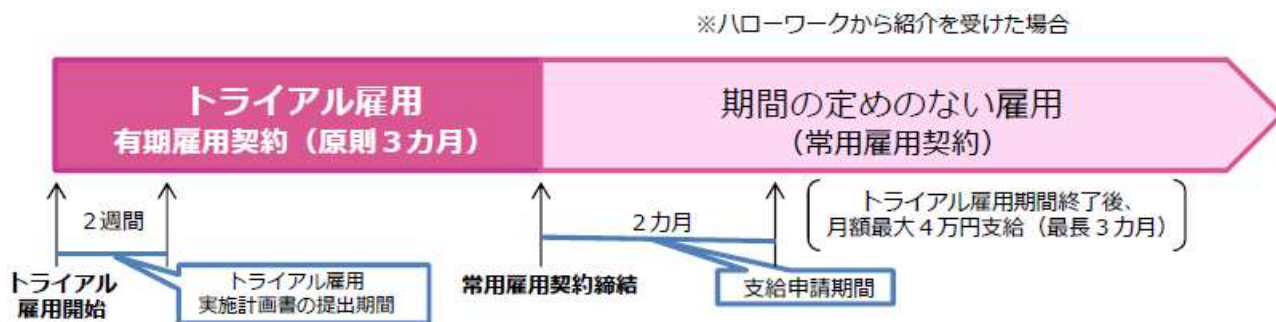 ※ハローワークから紹介を受けた場合
トライアル雇用
有期雇用契約（原則３カ月）
期間の定めのない雇用
（常用雇用契約）
２週間
２カ月
トライアル雇用期間終了後、
月額最大４万円支給（最長３カ月）
トライアル
雇用開始
トライアル雇用
実施計画書の提出期間
常用雇用契約締結
支給申請期間